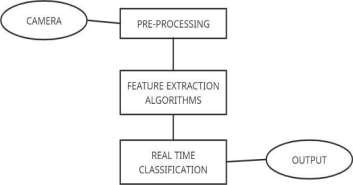 CAMERA
PRE-PROCESSING
FEATURE EXTRACTION
ALGORITHMS
REAL TIME
CLASSIFICATION
OUTPUT